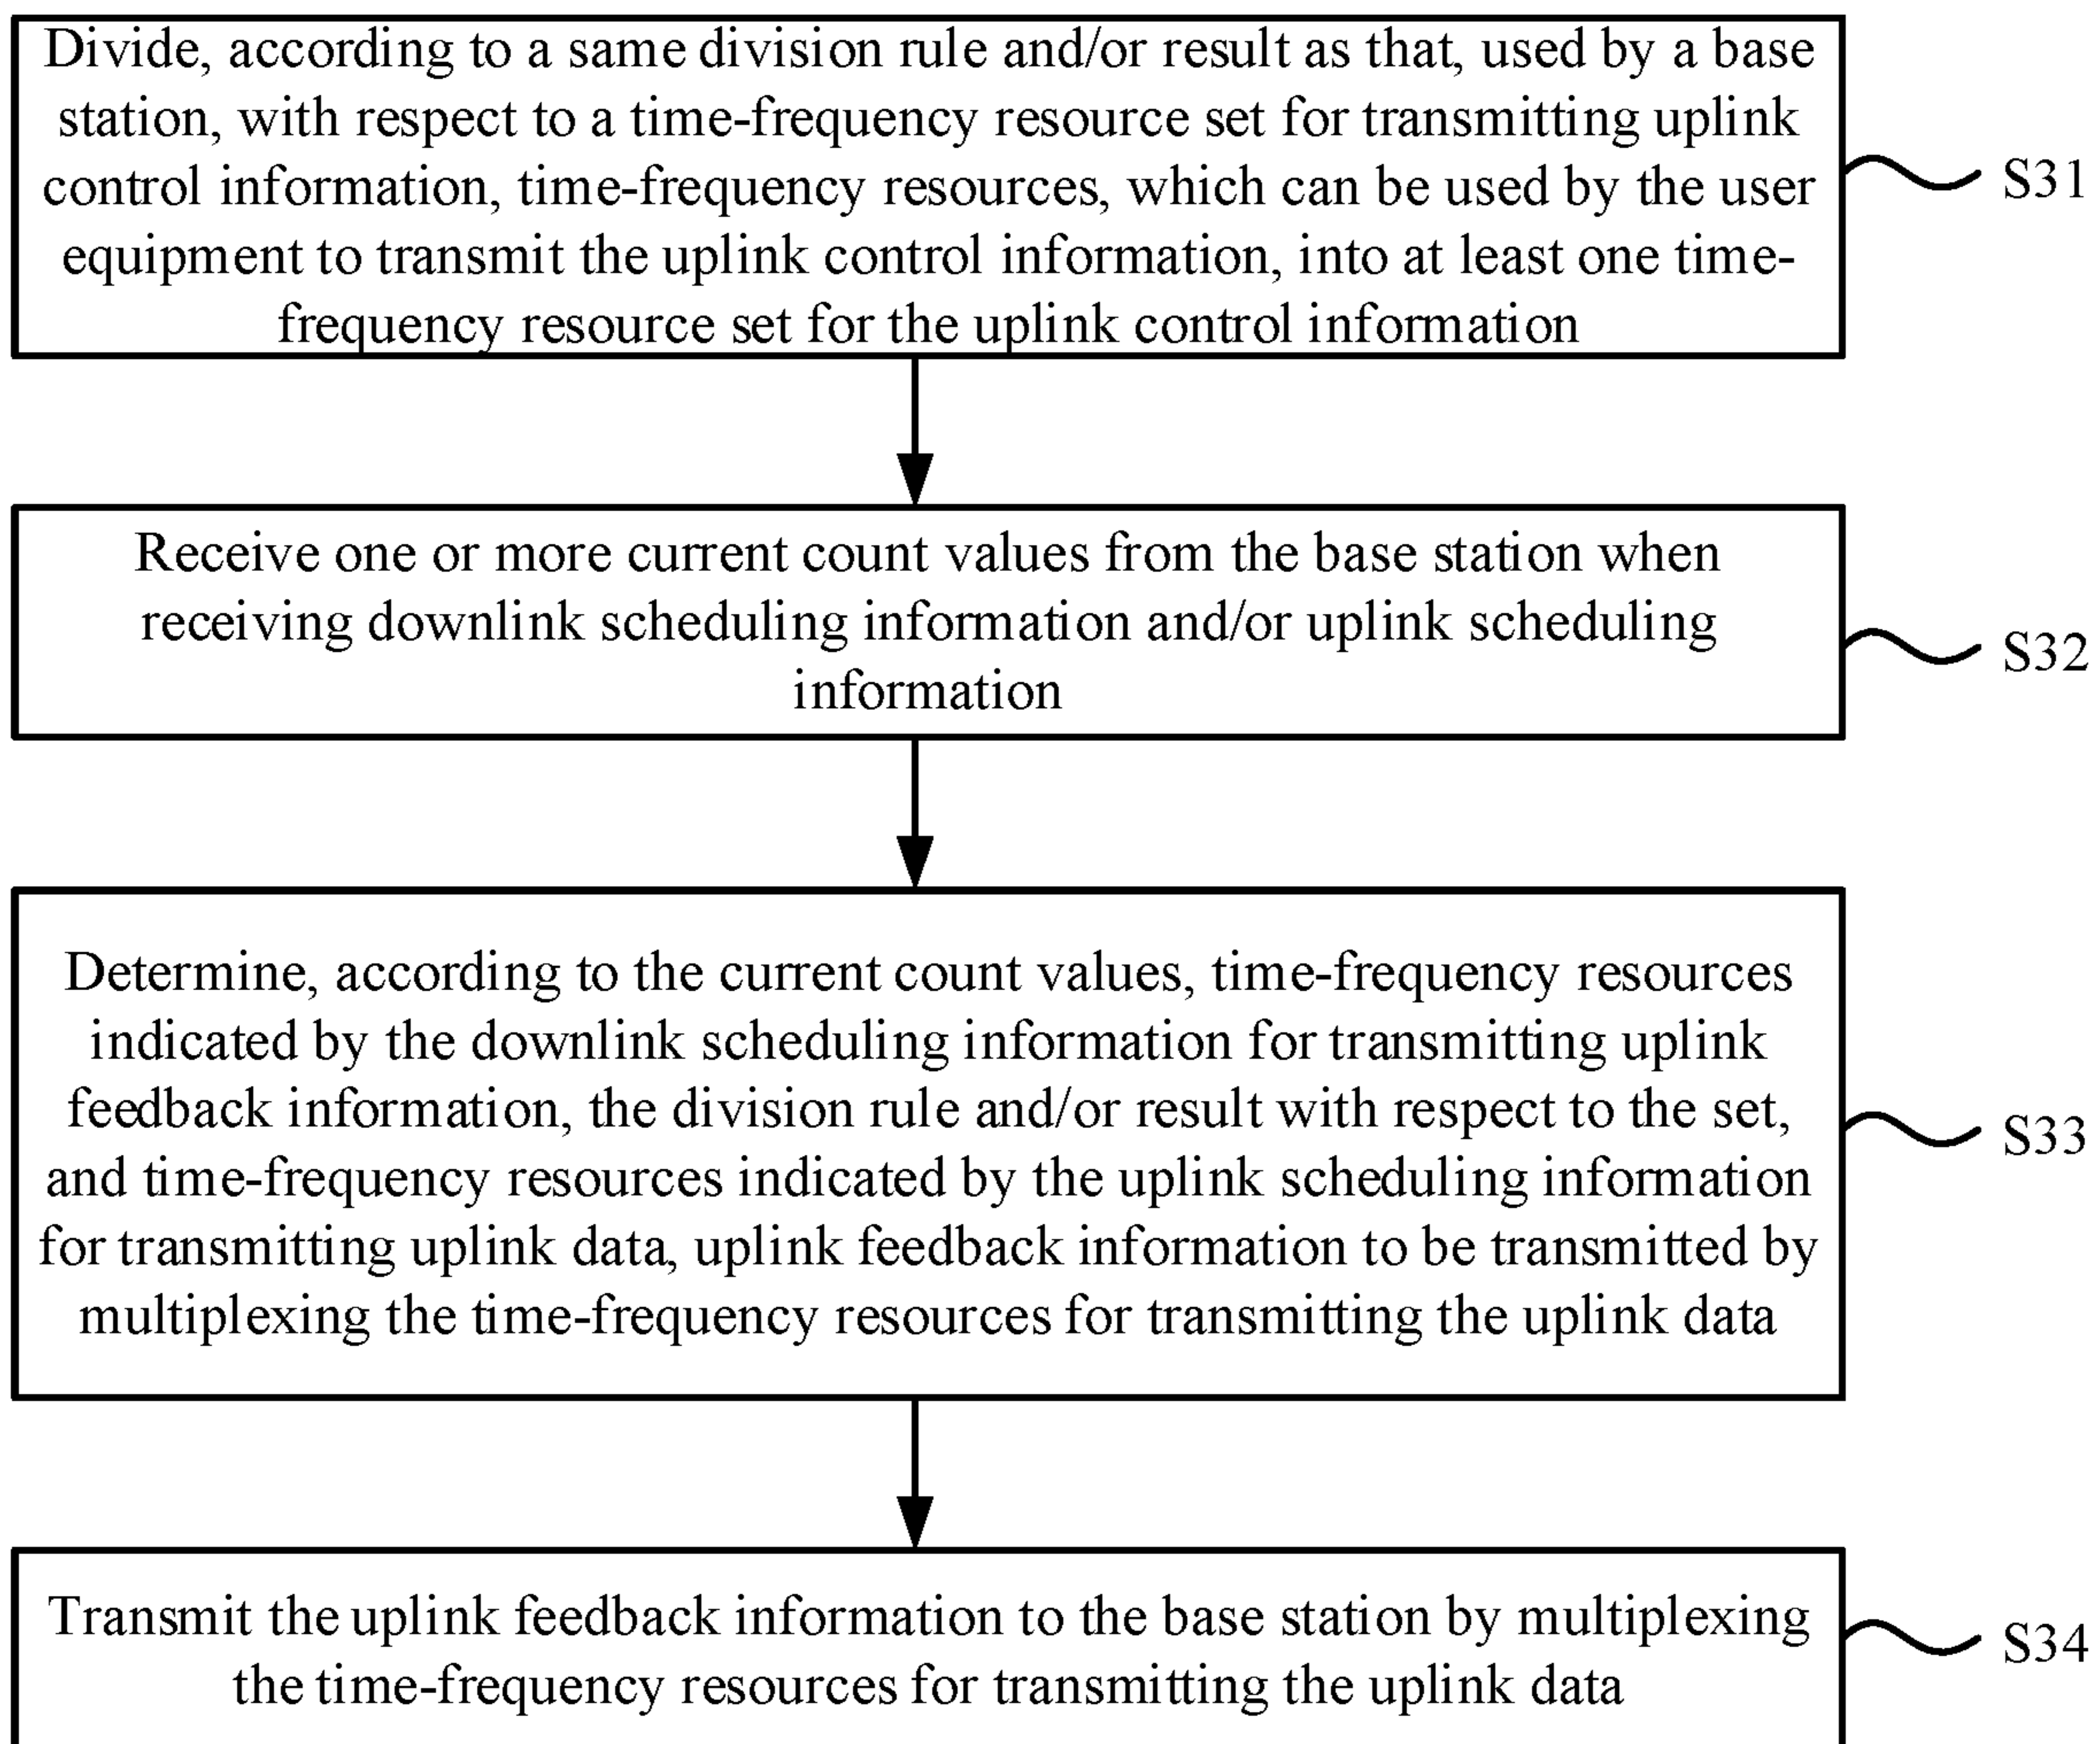 Divide, according to a same division rule and/or result as that, used by a base
station, with respect to a time-frequency resource set for transmitting uplink
control information, time-frequency resources, which can be used by the user
equipment to transmit the uplink control information, into at least one time-
frequency resource set for the uplink control information
S31
Receive one or more current count values from the base station when
receiving downlink scheduling information and/or uplink scheduling
information
S32
Determine, according to the current count values, time-frequency resources
indicated by the downlink scheduling information for transmitting uplink
feedback information, the division rule and/or result with respect to the set,
and time-frequency resources indicated by the uplink scheduling information
for transmitting uplink data, uplink feedback information to be transmitted by
multiplexing the time-frequency resources for transmitting the uplink data
S33
Transmit the uplink feedback information to the base station by multiplexing
the time-frequency resources for transmitting the uplink data
S34